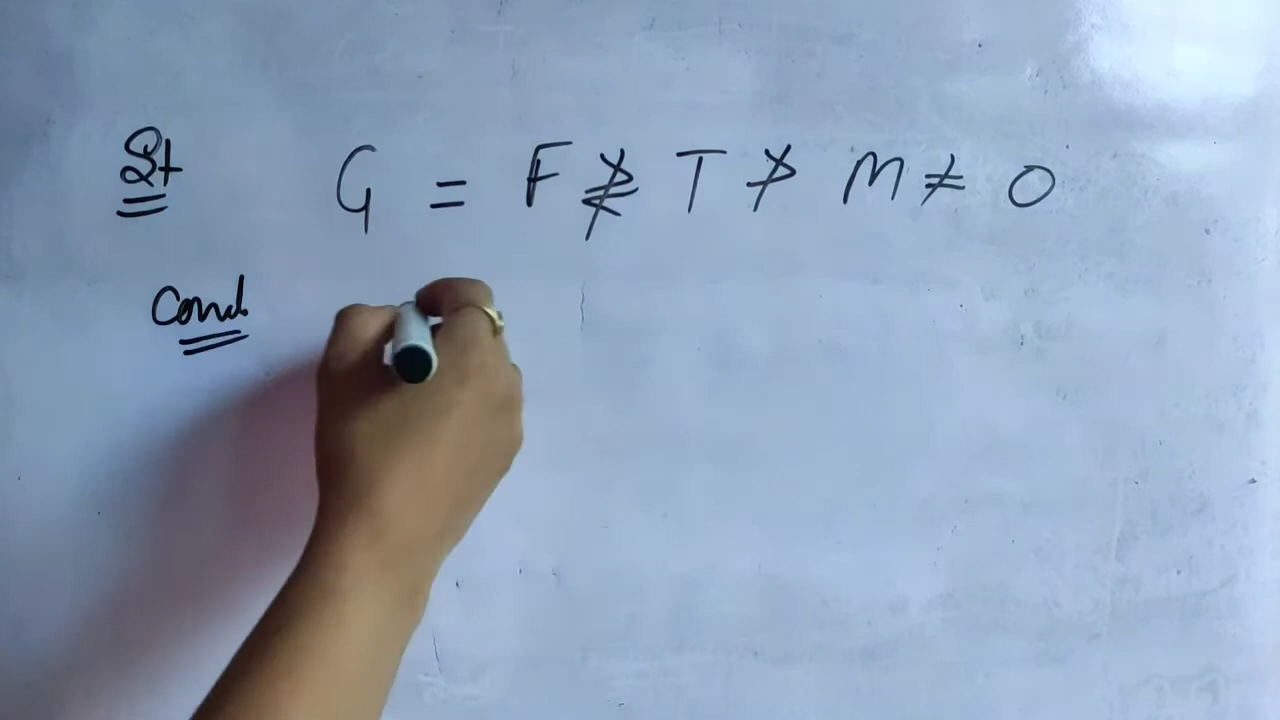 St G = F ≱ T ≯ M ≠ O
Cond.